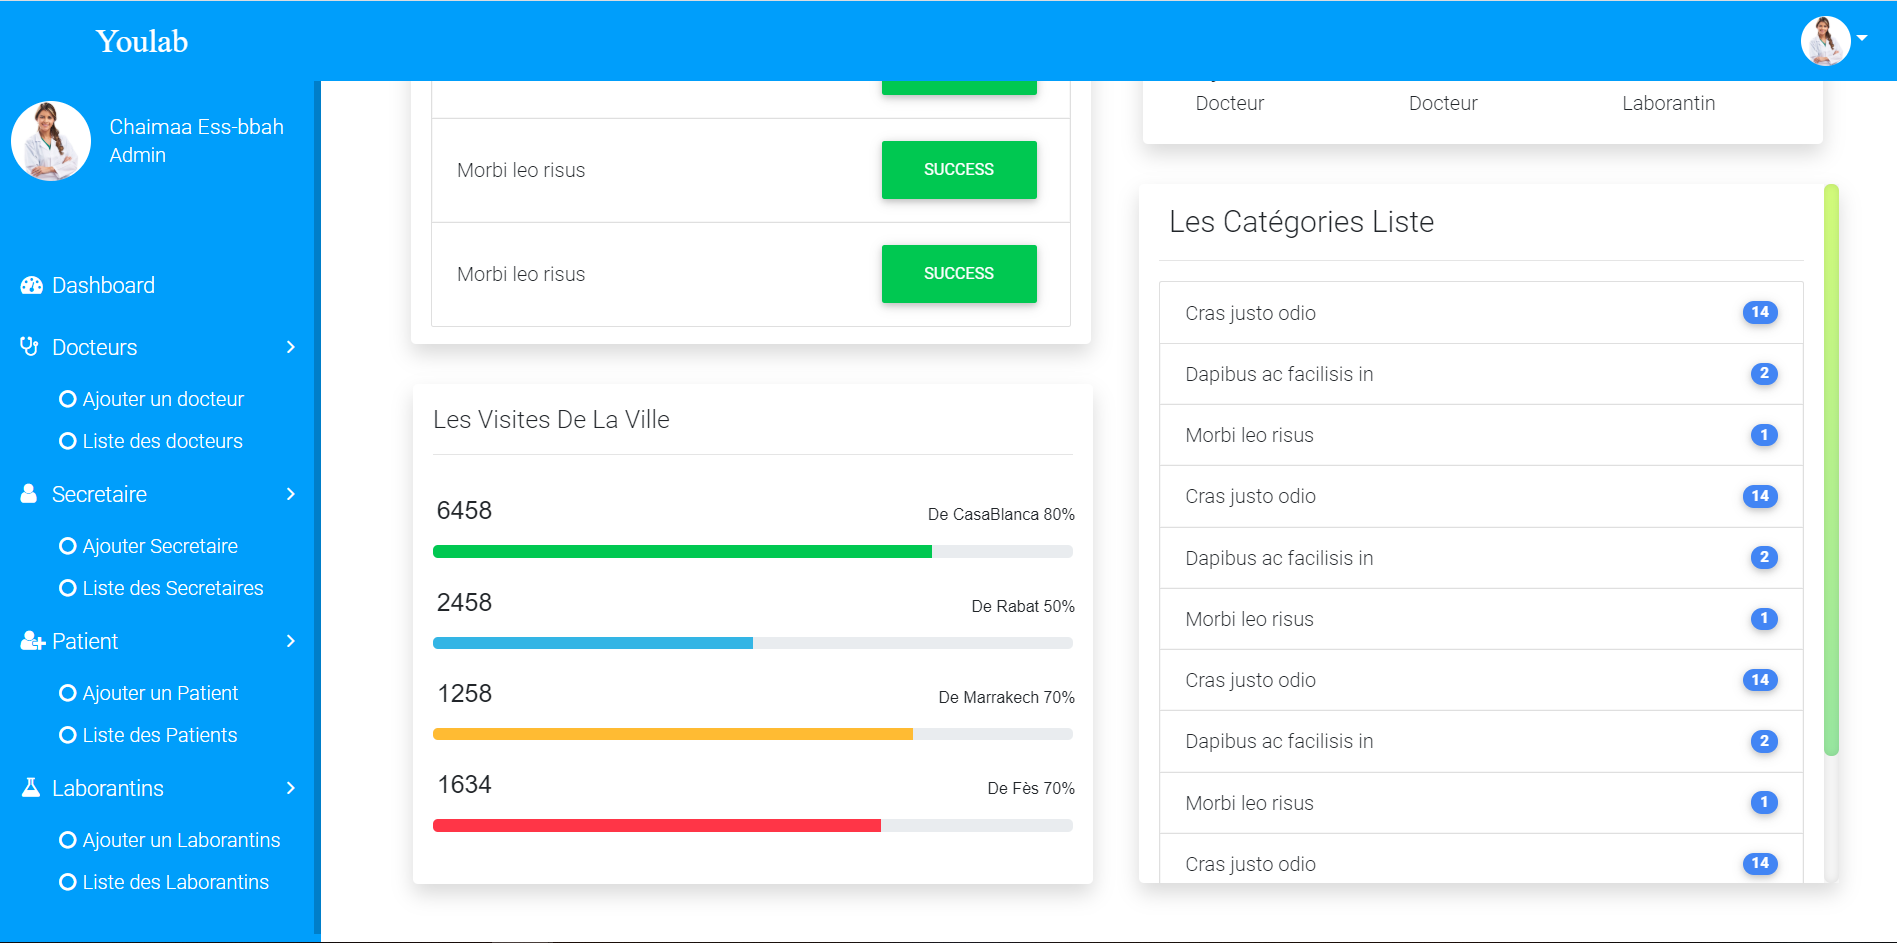 Youlab
Chaimaa Ess-bbah
Admin
Dashboard
Docteurs
Ajouter un docteur
Liste des docteurs
Secretaire
Ajouter Secretaire
Liste des Secretaires
Patient
Ajouter un Patient
Liste des Patients
Laborantins
Ajouter un Laborantins
Liste des Laborantins
Morbi leo risus SUCCESS
Morbi leo risus SUCCESS
Les Visites De La Ville
6458 De CasaBlanca 80%
2458 De Rabat 50%
1258 De Marrakech 70%
1634 De Fès 70%
Docteur Docteur Laborantin
Les Catégories Liste
Cras justo odio 14
Dapibus ac facilisis in 2
Morbi leo risus 1
Cras justo odio 14
Dapibus ac facilisis in 2
Morbi leo risus 1
Cras justo odio 14
Dapibus ac facilisis in 2
Morbi leo risus 1
Cras justo odio 14